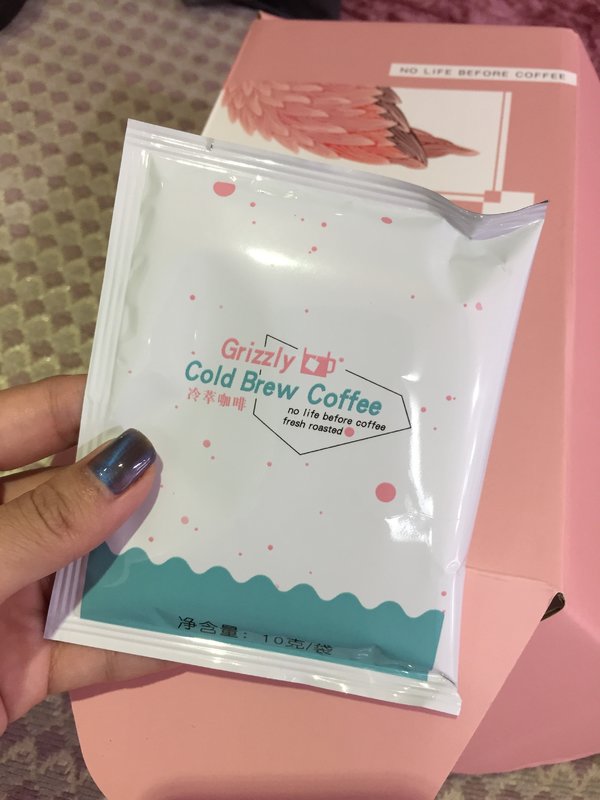 NO LIFE BEFORE COFFEE
Grizzly
Cold Brew Coffee
冷萃咖啡
no life before coffee
fresh roasted
净含量：10克/袋